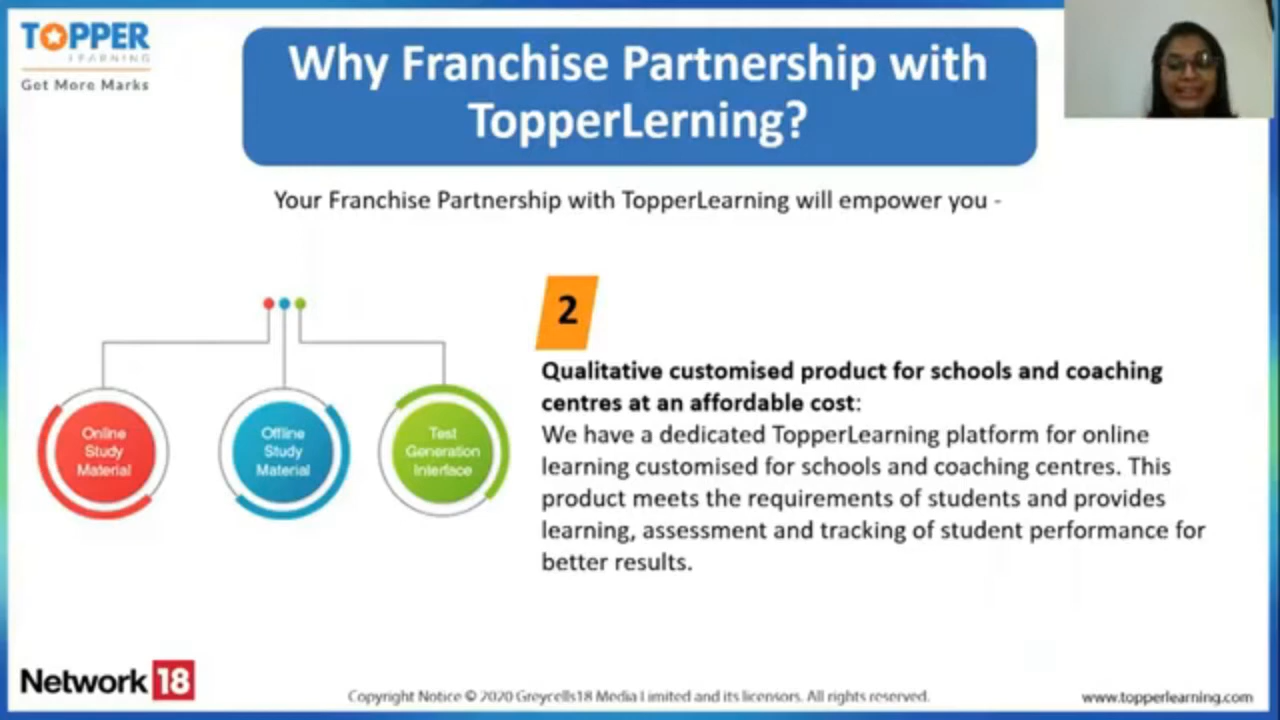 TOPPER
LEARNING
Get More Marks
Why Franchise Partnership with
TopperLerning?
Your Franchise Partnership with TopperLearning will empower you -
2
Online
Study
Material
Offline
Study
Material
Test
Generation
Interface
Qualitative customised product for schools and coaching
centres at an affordable cost:
We have a dedicated TopperLearning platform for online
learning customised for schools and coaching centres. This
product meets the requirements of students and provides
learning, assessment and tracking of student performance for
better results.
Network 18
Copyright Notice © 2020 Greycells18 Media Limited and its licensors. All rights reserved.
www.topperlearning.com